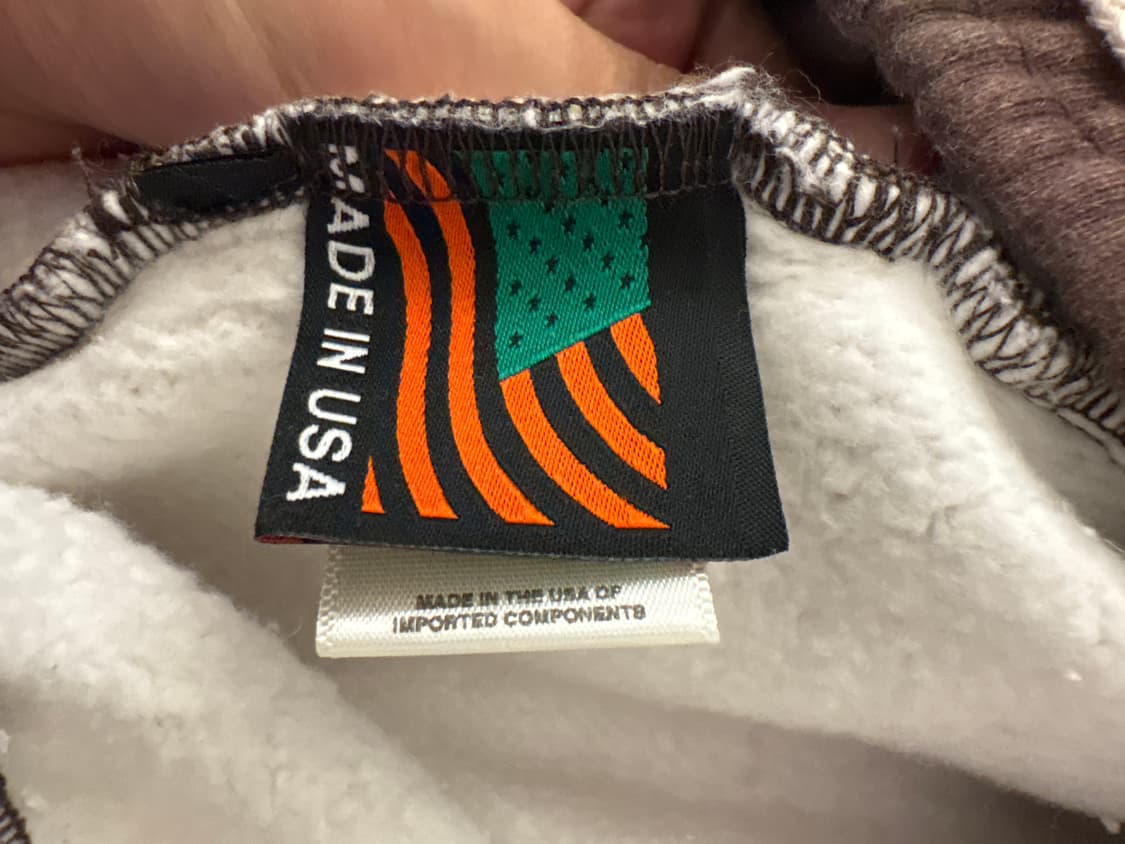 MADE IN USA
MADE IN THE USA OF
IMPORTED COMPONENTS